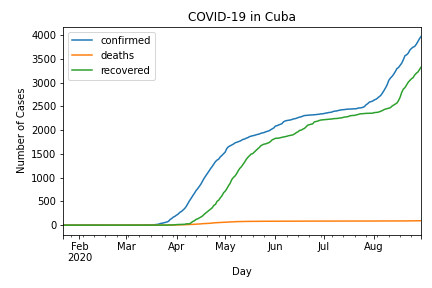 COVID-19 in Cuba
confirmed
deaths
recovered
Number of Cases
4000
3500
3000
2500
2000
1500
1000
500
0
Feb Mar Apr May Jun Jul Aug
2020
Day